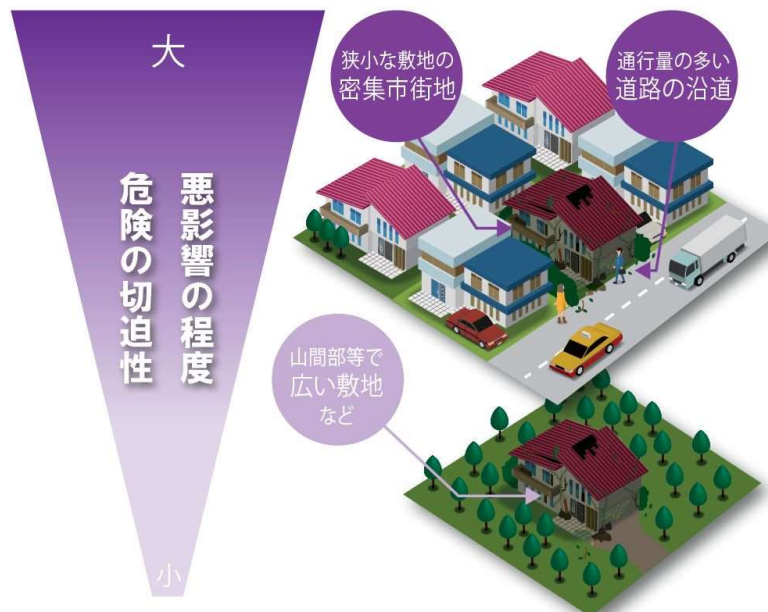 大
悪影響の程度
危険の切迫性
小
狭小な敷地の
密集市街地
通行量の多い
道路の沿道
山間部等で
広い敷地
など